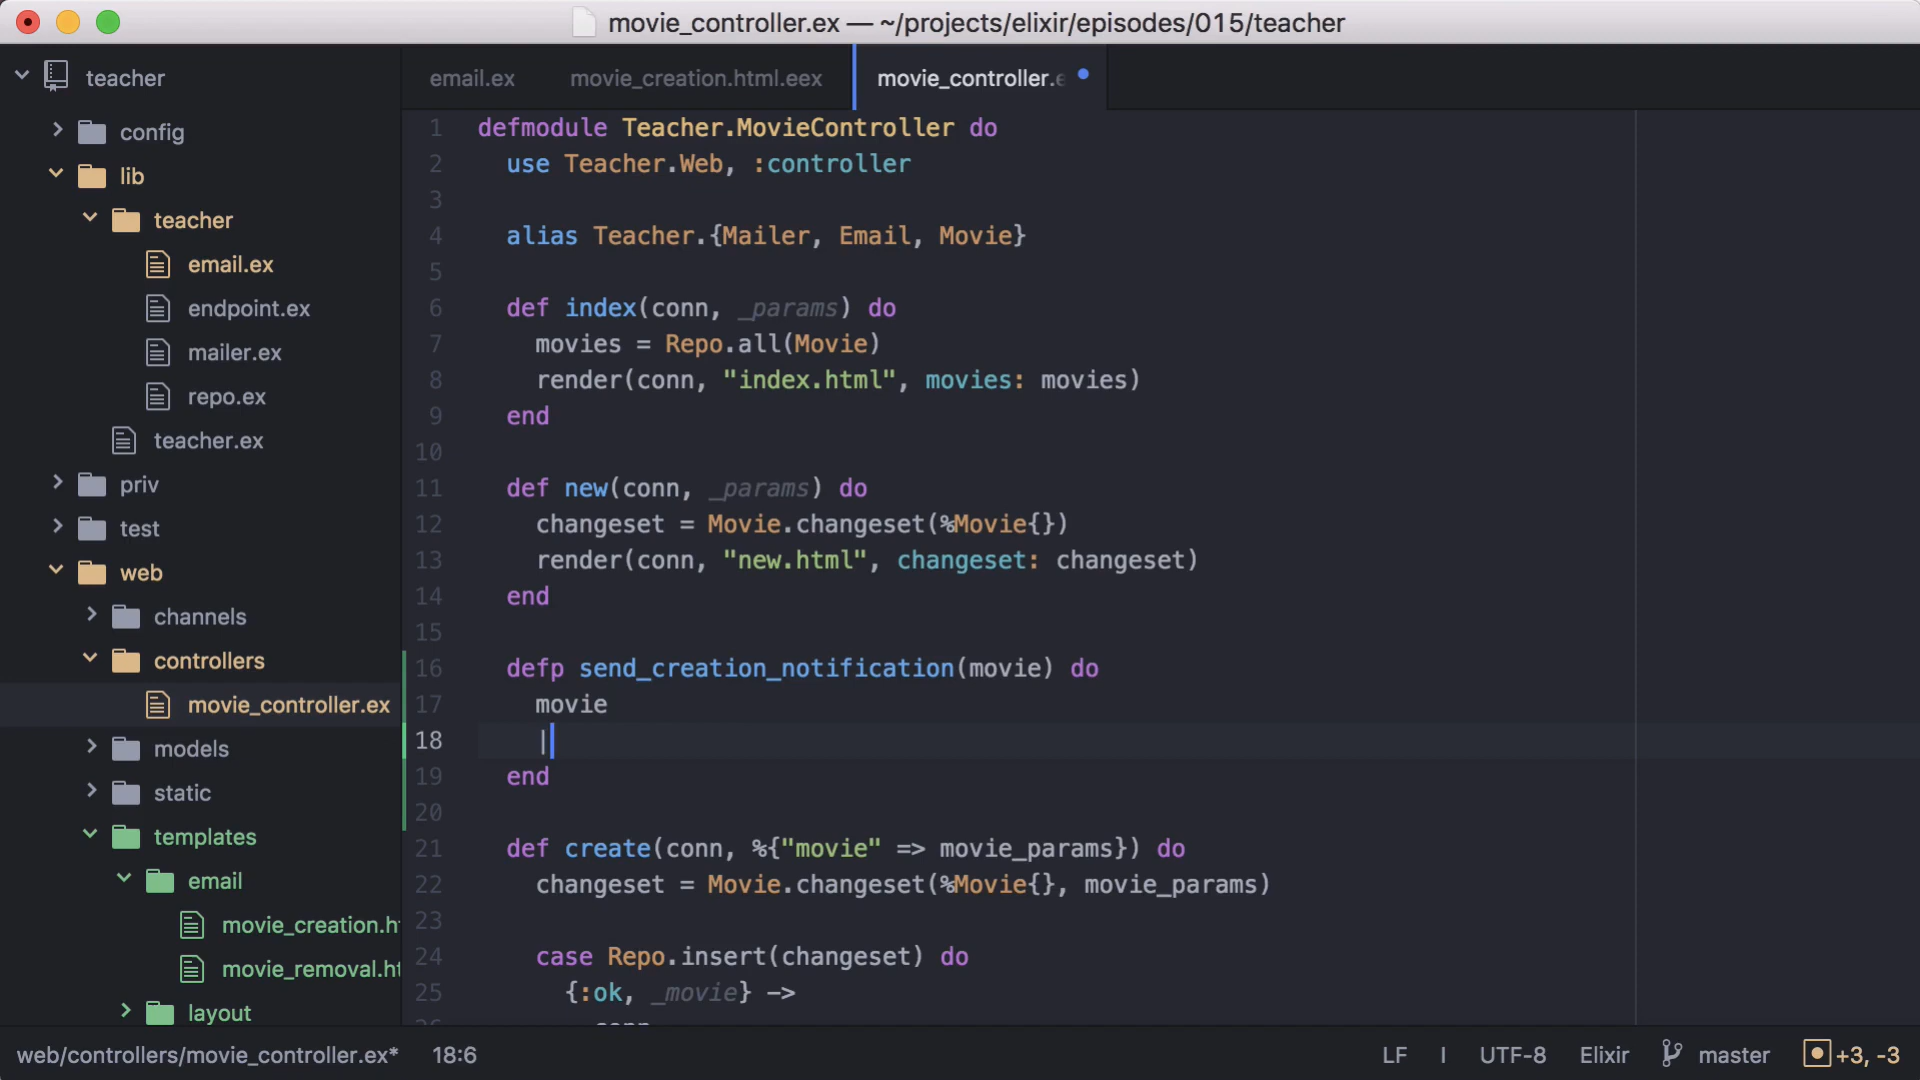 movie_controller.ex — ~/projects/elixir/episodes/015/teacher
teacher
config
lib
teacher
email.ex
endpoint.ex
mailer.ex
repo.ex
teacher.ex
priv
test
web
channels
controllers
movie_controller.ex
models
static
templates
email
movie_creation.ht
movie_removal.ht
layout
email.ex
movie_creation.html.eex
movie_controller.e
1 defmodule Teacher.MovieController do
2 use Teacher.Web, :controller
3
4 alias Teacher.{Mailer, Email, Movie}
5
6 def index(conn, _params) do
7 movies = Repo.all(Movie)
8 render(conn, "index.html", movies: movies)
9 end
10
11 def new(conn, _params) do
12 changeset = Movie.changeset(%Movie{})
13 render(conn, "new.html", changeset: changeset)
14 end
15
16 defp send_creation_notification(movie) do
17 movie
18 |
19 end
20
21 def create(conn, %{"movie" => movie_params}) do
22 changeset = Movie.changeset(%Movie{}, movie_params)
23
24 case Repo.insert(changeset) do
25 {:ok, _movie} ->
web/controllers/movie_controller.ex* 18:6
LF I UTF-8 Elixir master +3, -3